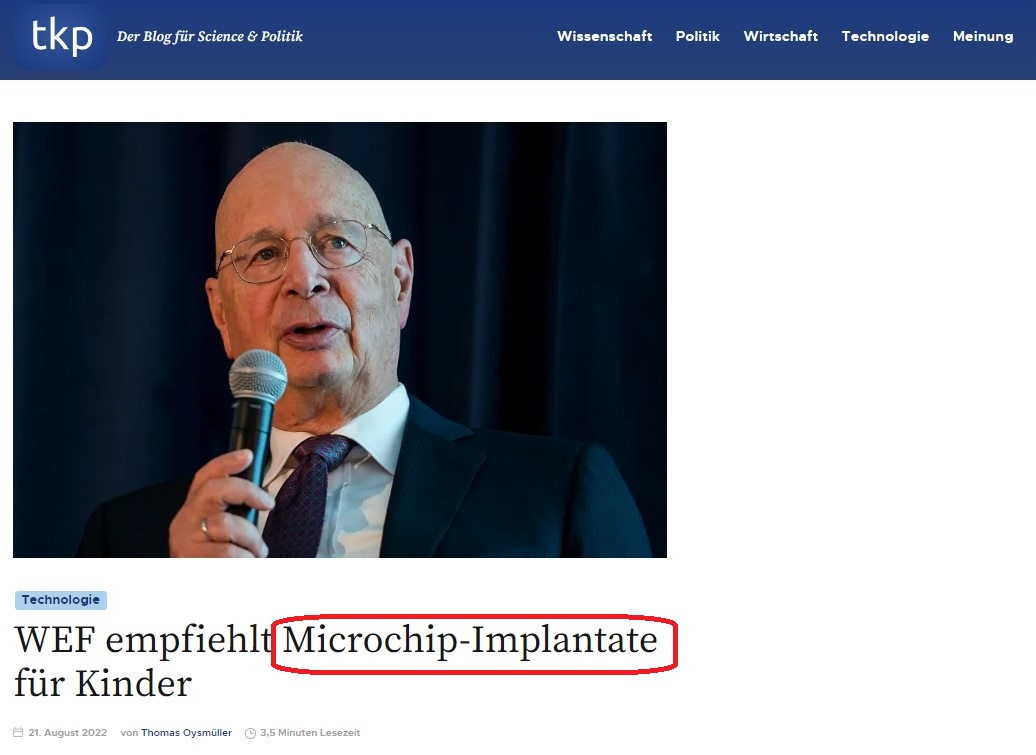 tkp
Der Blog für Science & Politik
Wissenschaft Politik Wirtschaft Technologie Meinung
Technologie
WEF empfiehlt Microchip-Implantate
für Kinder
21. August 2022 von Thomas Oysmüller 3,5 Minuten Lesezeit